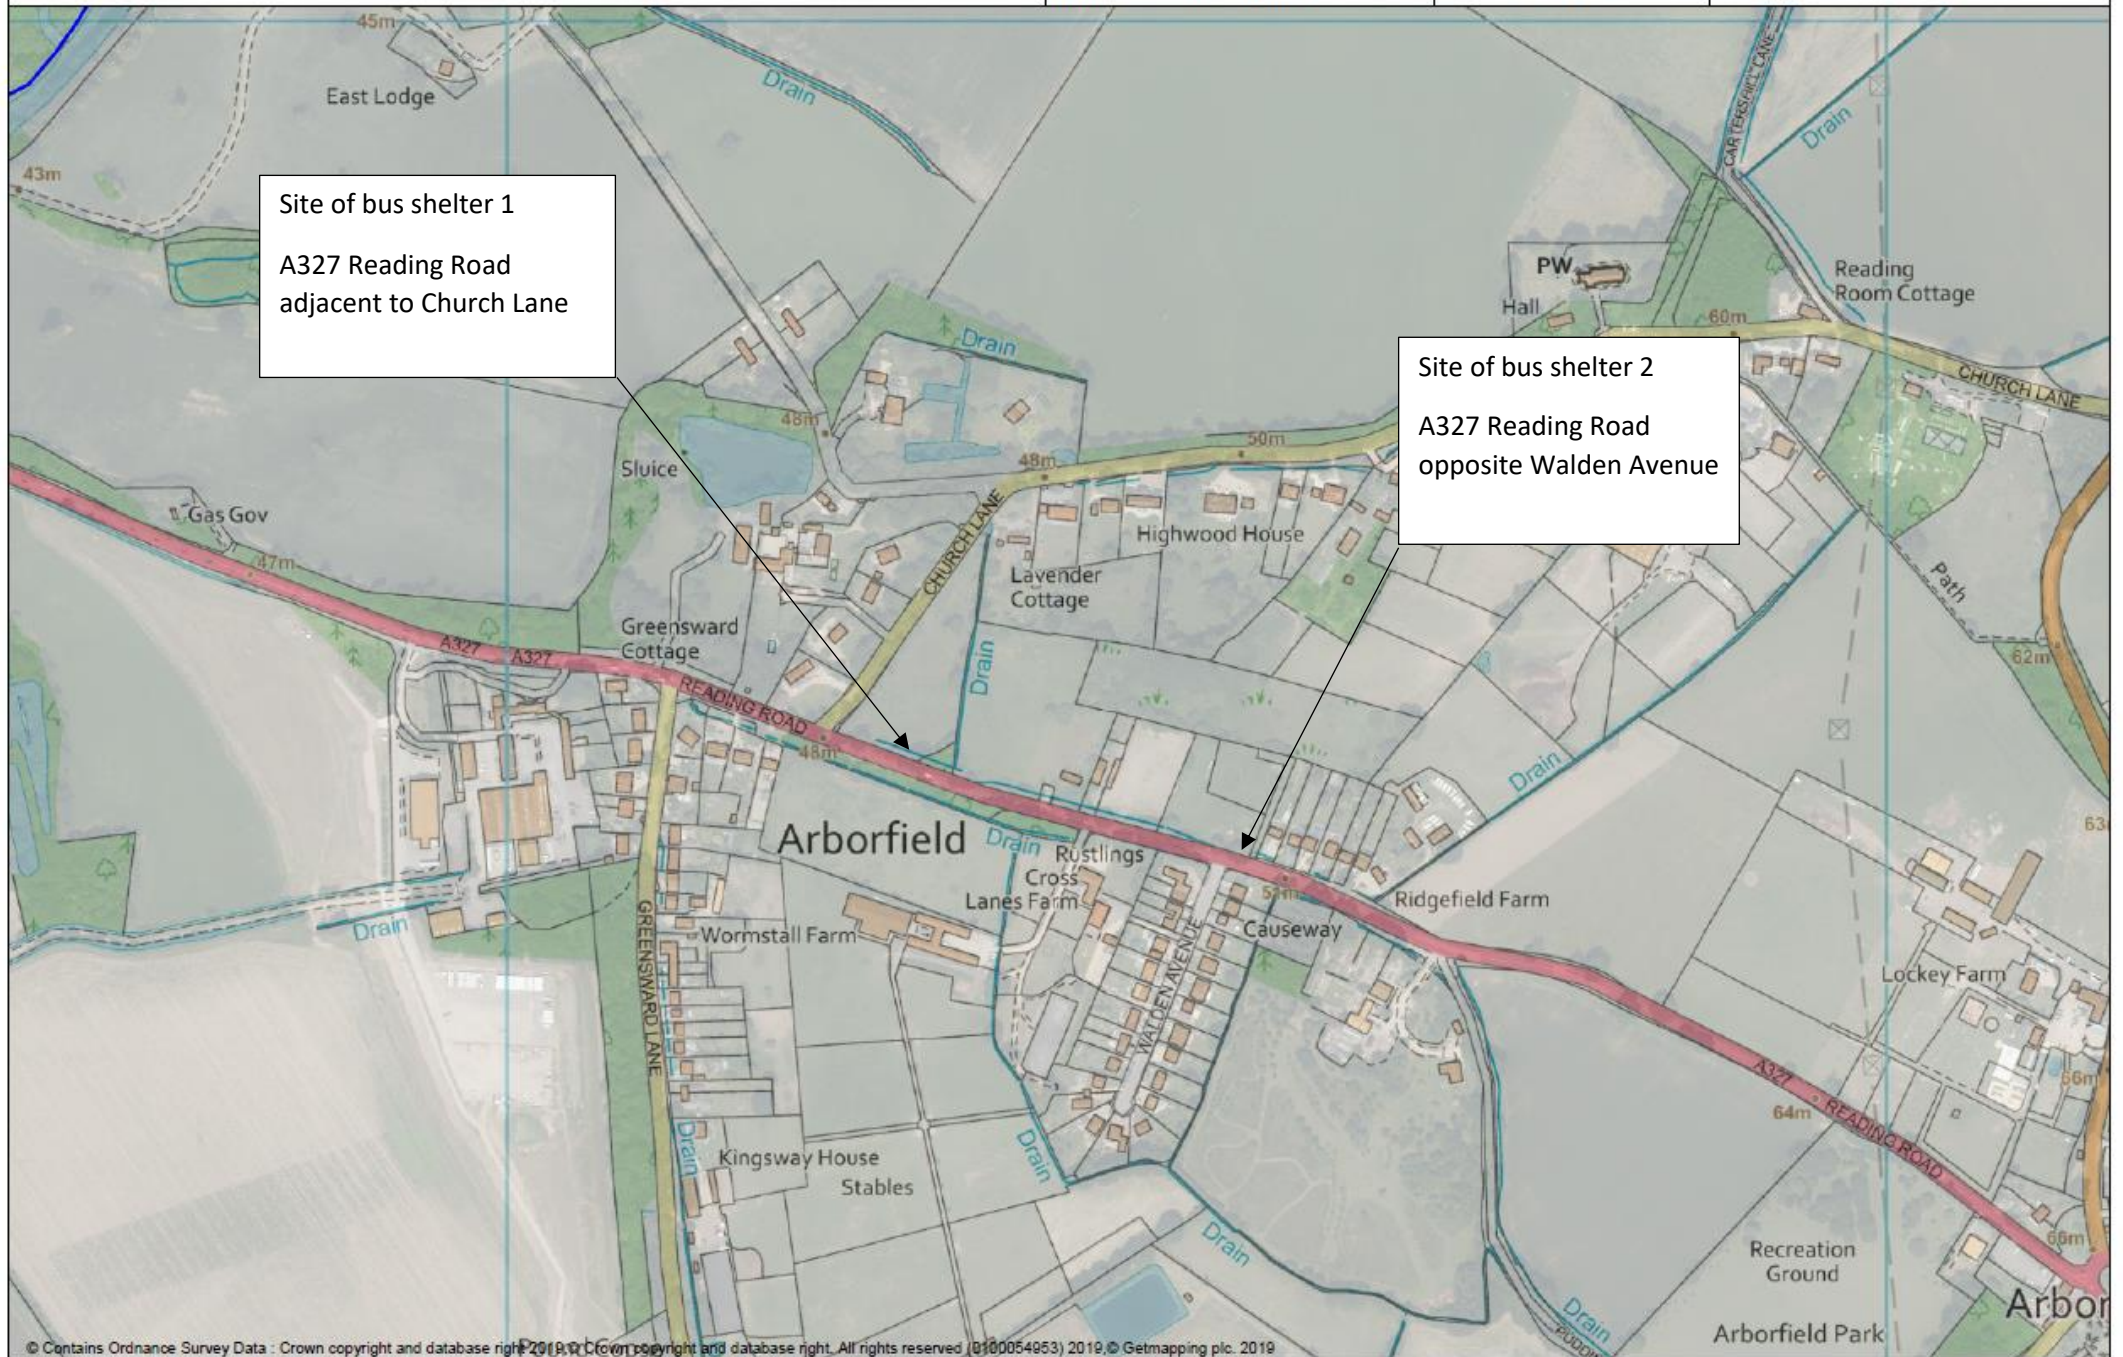 45m
East Lodge
Drain
CARTERSHILL LANE
Drain
43m
Site of bus shelter 1
A327 Reading Road
adjacent to Church Lane
PW
Hall
Reading
Room Cottage
60m
Drain
Site of bus shelter 2
A327 Reading Road
opposite Walden Avenue
CHURCH LANE
48m
50m
48m
Sluice
Gas Gov
CHURCH LANE
Highwood House
47m
Lavender
Cottage
Path
Greensward
Cottage
A327
A327
Drain
62m
READING ROAD
48m
Drain
Arborfield
Drain
Rustlings
Cross
Lanes Farm
63
51m
Ridgefield Farm
Causeway
Drain
GREENSWARD LANE
Wormstall Farm
WALDEN AVENUE
Lockey Farm
A327
66m
64m
READING ROAD
Drain
Kingsway House
Stables
Drain
Drain
66m
Recreation
Ground
Drain
Arbor
Arborfield Park
© Contains Ordnance Survey Data : Crown copyright and database right 2019,© Crown copyright and database right. All rights reserved (0100054953) 2019,© Getmapping plc. 2019